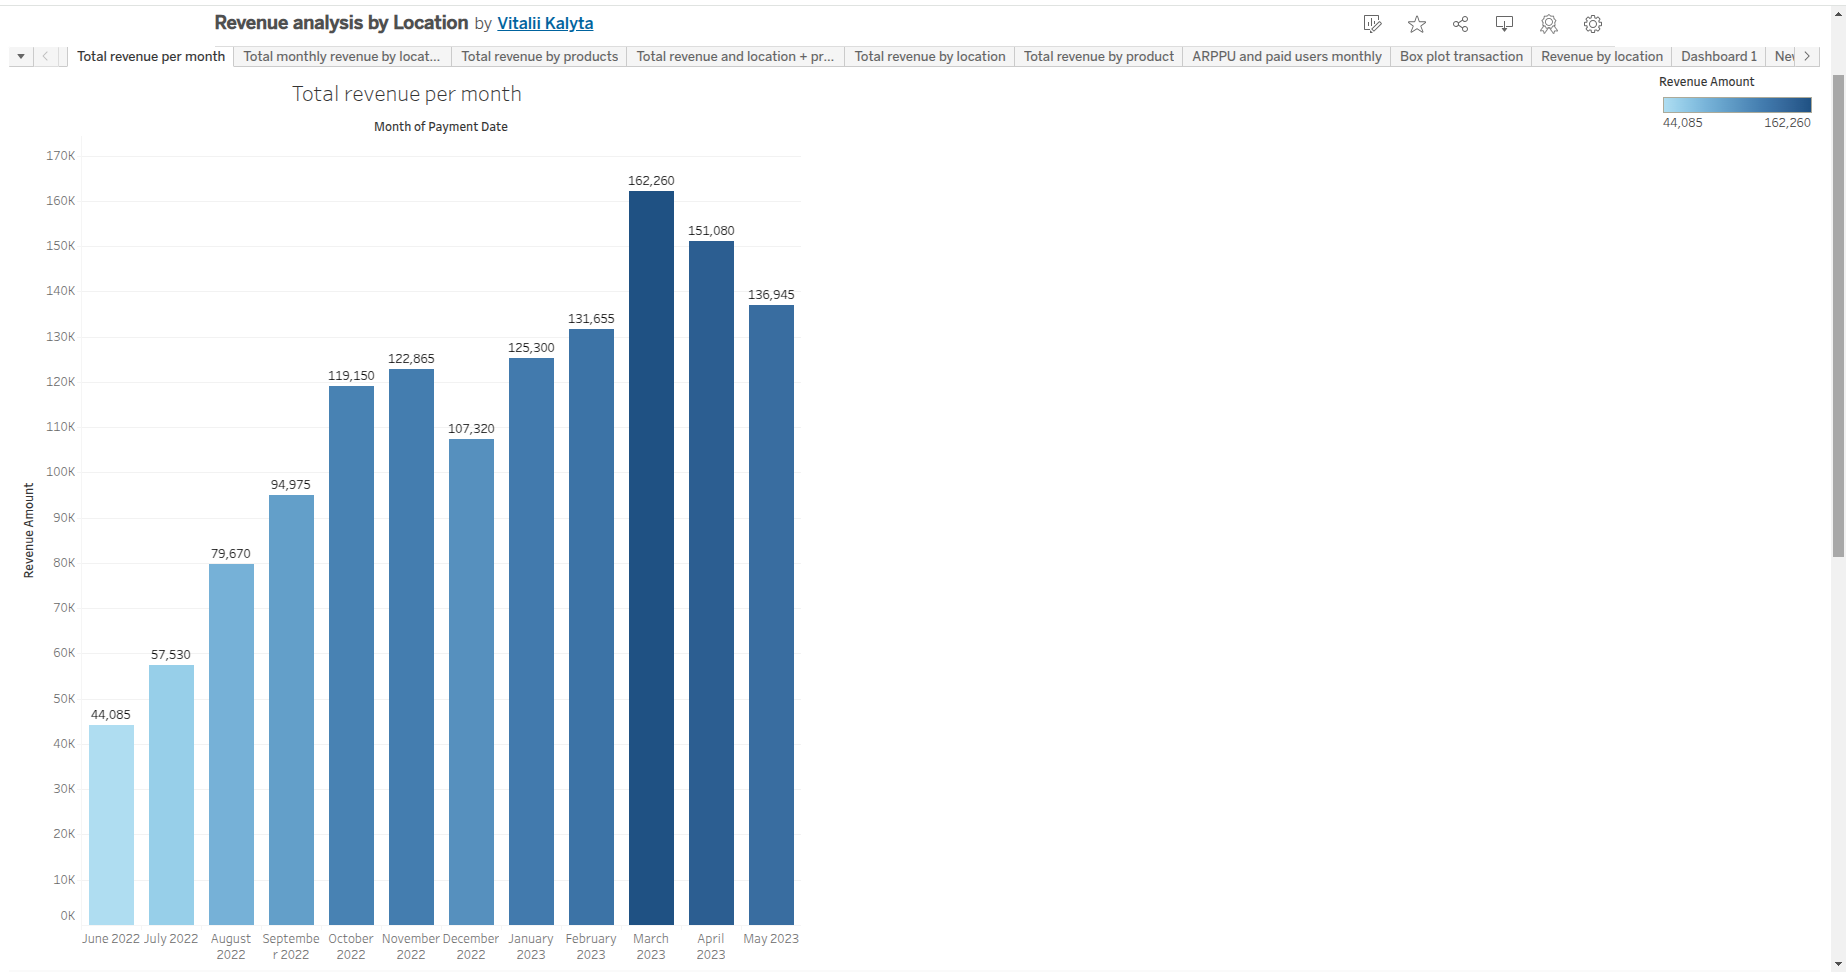 Revenue analysis by Location by Vitalii Kalyta
Total revenue per month
Total monthly revenue by locat...
Total revenue by products
Total revenue and location + pr...
Total revenue by location
Total revenue by product
ARPPU and paid users monthly
Box plot transaction
Revenue by location
Dashboard 1
Total revenue per month
Month of Payment Date
Revenue Amount
44,085 162,260
170K
160K
150K
140K
130K
120K
110K
100K
90K
80K
70K
60K
50K
40K
30K
20K
10K
0K
Revenue Amount
44,085
57,530
79,670
94,975
119,150
122,865
107,320
125,300
131,655
162,260
151,080
136,945
June 2022
July 2022
August
2022
Septembe
r 2022
October
2022
November
2022
December
2022
January
2023
February
2023
March
2023
April
2023
May 2023